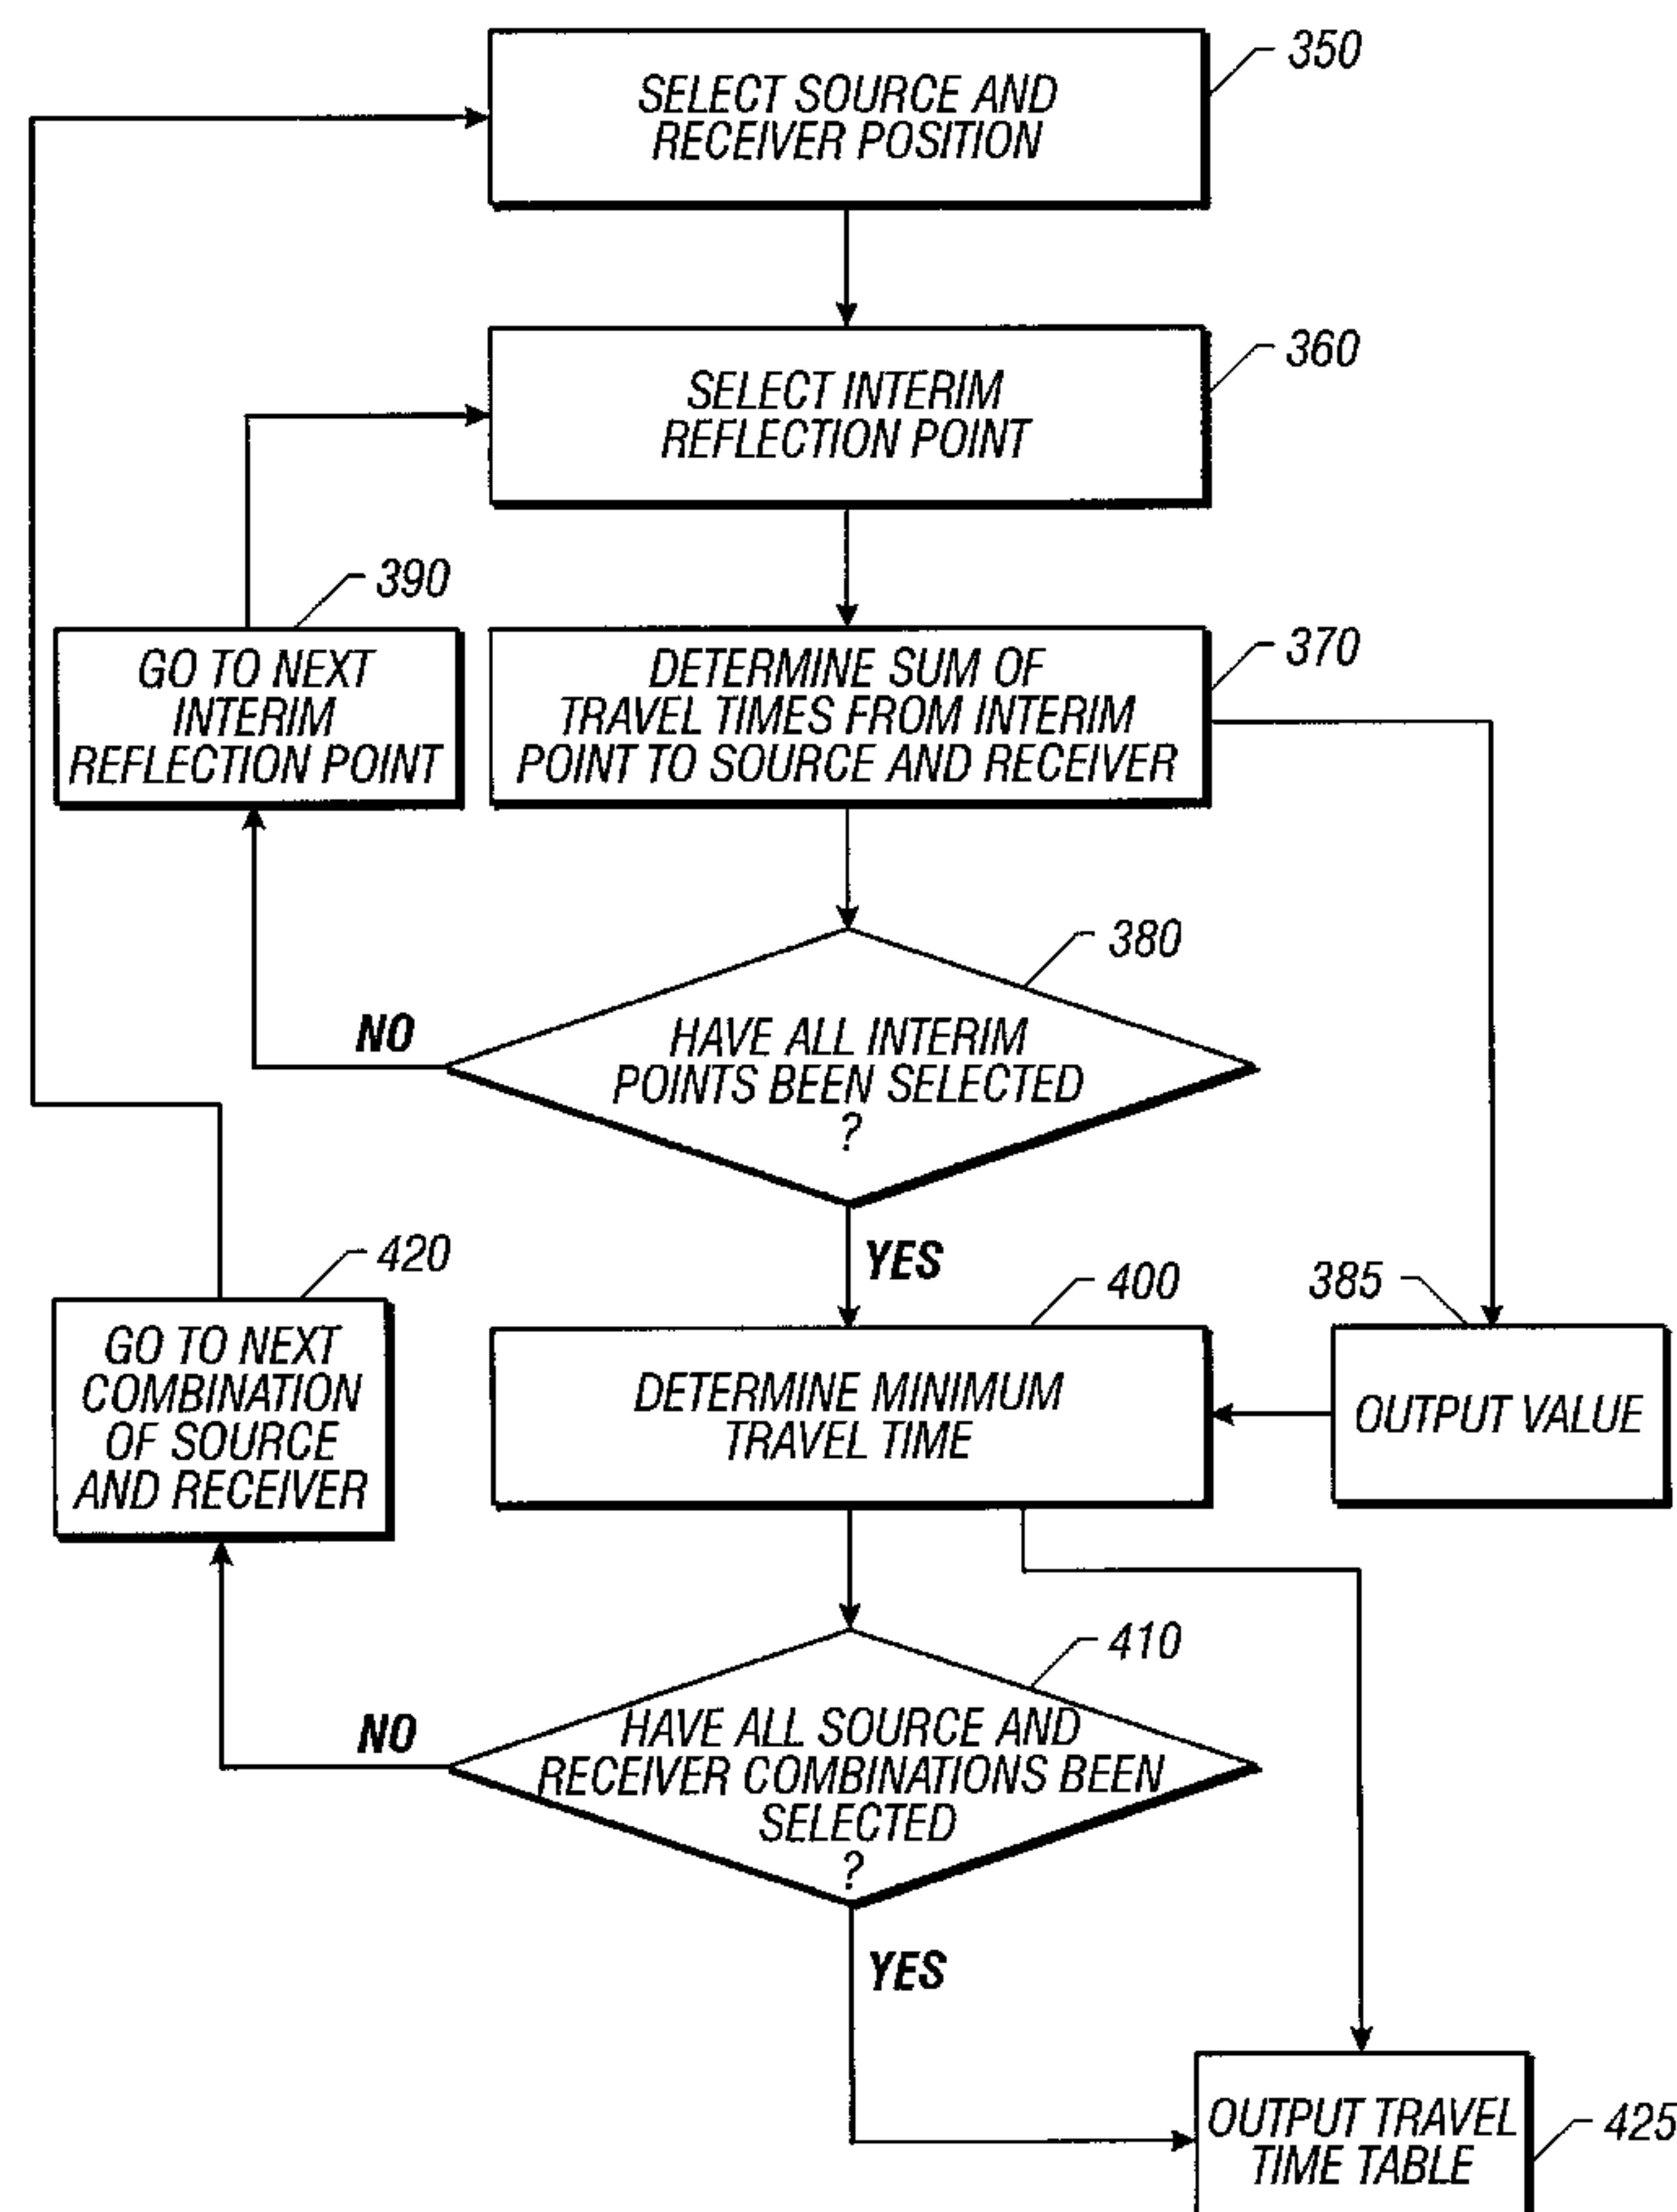 350
SELECT SOURCE AND
RECEIVER POSITION
360
SELECT INTERIM
REFLECTION POINT
390
GO TO NEXT
INTERIM
REFLECTION POINT
370
DETERMINE SUM OF
TRAVEL TIMES FROM INTERIM
POINT TO SOURCE AND RECEIVER
380
NO
HAVE ALL INTERIM
POINTS BEEN SELECTED
?
YES
420
GO TO NEXT
COMBINATION
OF SOURCE
AND RECEIVER
400
DETERMINE MINIMUM
TRAVEL TIME
385
OUTPUT VALUE
410
NO
HAVE ALL SOURCE AND
RECEIVER COMBINATIONS BEEN
SELECTED
?
YES
OUTPUT TRAVEL
TIME TABLE
425